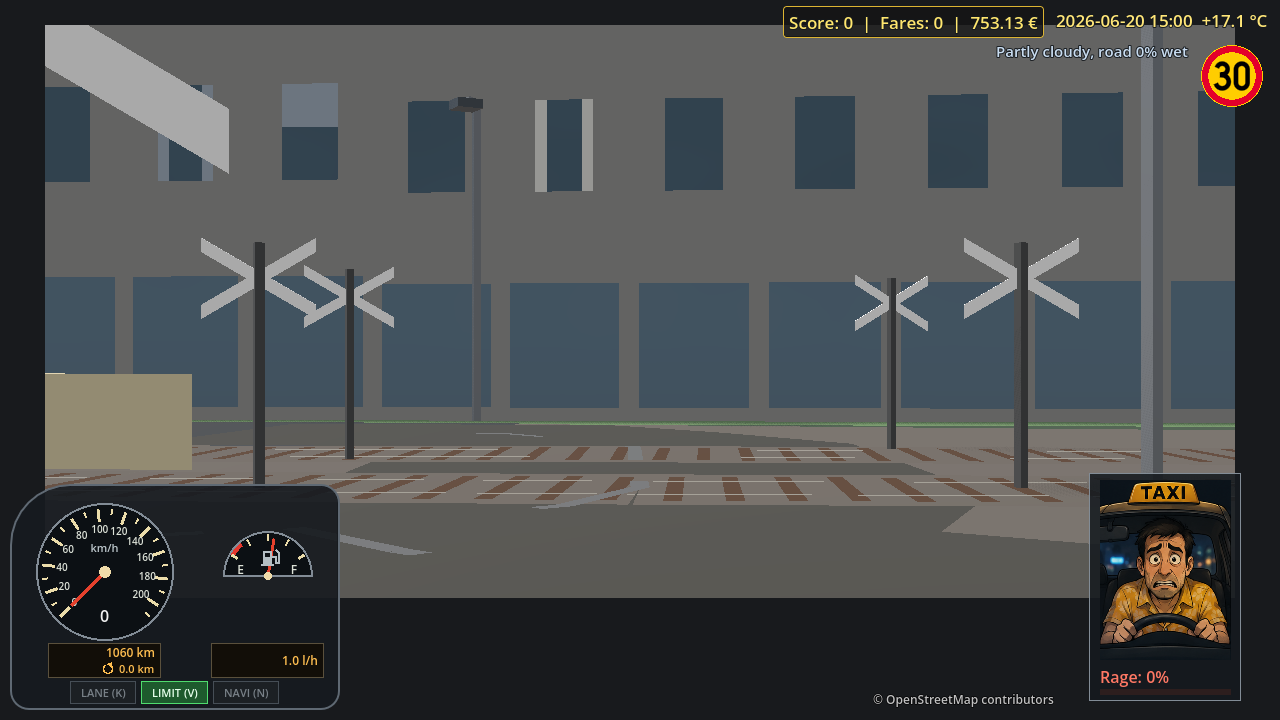 Score: 0 | Fares: 0 | 753.13 €
2026-06-20 15:00 +17.1 °C
Partly cloudy, road 0% wet
30
0 20 40 60 80 100 120 140 160 180 200
km/h
0
E F
1060 km
0.0 km
1.0 l/h
LANE (K) LIMIT (V) NAVI (N)
TAXI
Rage: 0%
© OpenStreetMap contributors